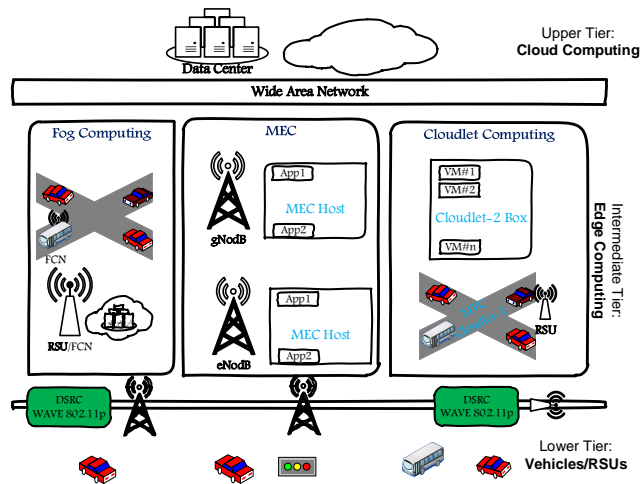 Upper Tier:
Cloud Computing
Data Center
Wide Area Network
Fog Computing
MEC
Cloudlet Computing
App1
MEC Host
App2
gNodB
VM#1
VM#2
Cloudlet-2 Box
VM#n
FCN
RSU/FCN
App1
MEC Host
App2
eNodB
RSU
Intermediate Tier:
Edge Computing
DSRC
WAVE 802.11p
DSRC
WAVE 802.11p
Lower Tier:
Vehicles/RSUs